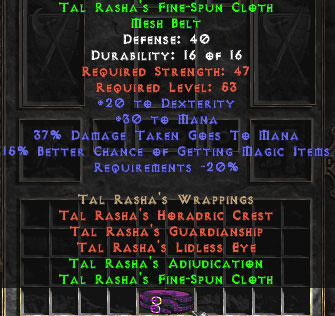 Tal Rasha's Fine-Spun Cloth
Mesh Belt
Defense: 40
Durability: 16 of 16
Required Strength: 47
Required Level: 53
+20 to Dexterity
+30 to Mana
37% Damage Taken Goes To Mana
15% Better Chance of Getting Magic Items
Requirements -20%
Tal Rasha's Wrappings
Tal Rasha's Horadric Crest
Tal Rasha's Guardianship
Tal Rasha's Lidless Eye
Tal Rasha's Adjudication
Tal Rasha's Fine-Spun Cloth